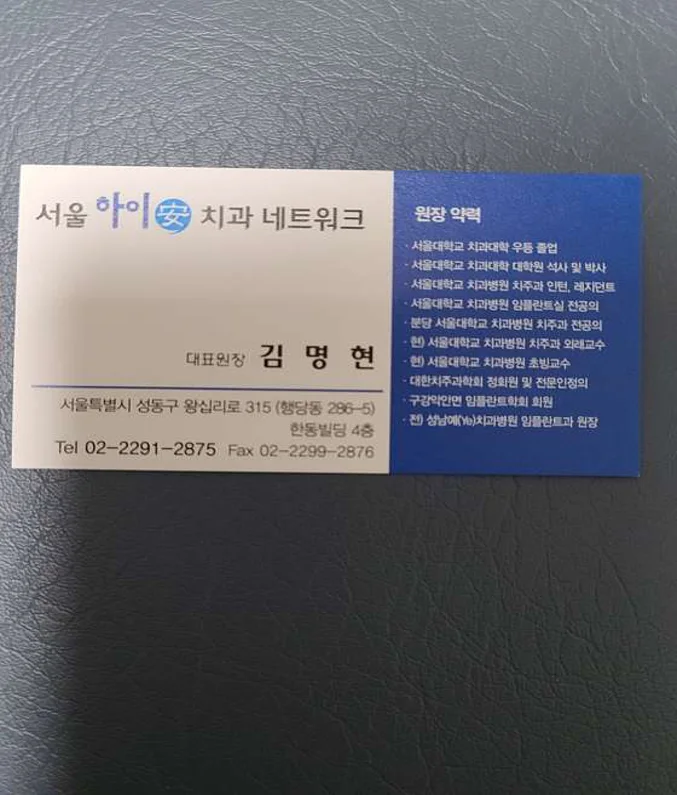 서울 하이安 치과 네트워크
대표원장 김 명 현
서울특별시 성동구 왕십리로 315 (행당동 286-5)
한동빌딩 4층
Tel 02-2291-2875 Fax 02-2299-2876
원장 약력
· 서울대학교 치과대학 우등 졸업
· 서울대학교 치과대학 대학원 석사 및 박사
· 서울대학교 치과병원 치주과 인턴, 레지던트
· 서울대학교 치과병원 임플란트실 전공의
· 분당 서울대학교 치과병원 치주과 전공의
· 현) 서울대학교 치과병원 치주과 외래교수
· 현) 서울대학교 치과병원 초빙교수
· 대한치주과학회 정회원 및 전문인정의
· 구강악안면 임플란트학회 회원
· 전) 성남예(Ye)치과병원 임플란트과 원장